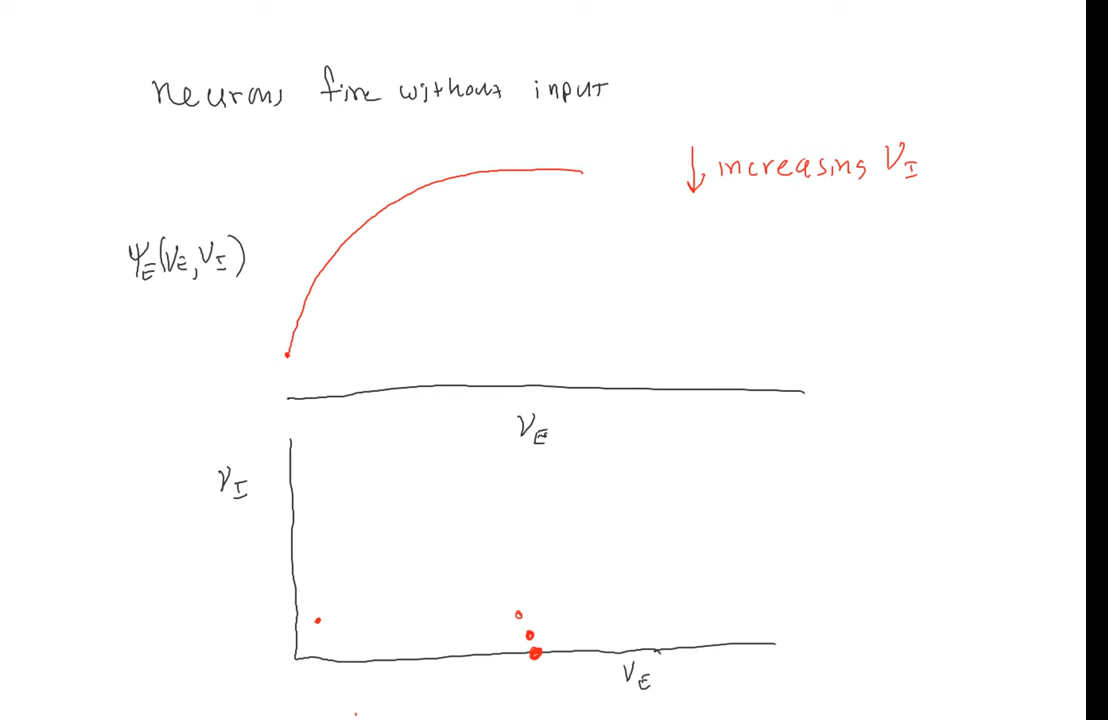 neurons fire without input
↓ increasing ν_I
Ψ_E(ν_E, ν_I)
ν_E
ν_I
ν_E